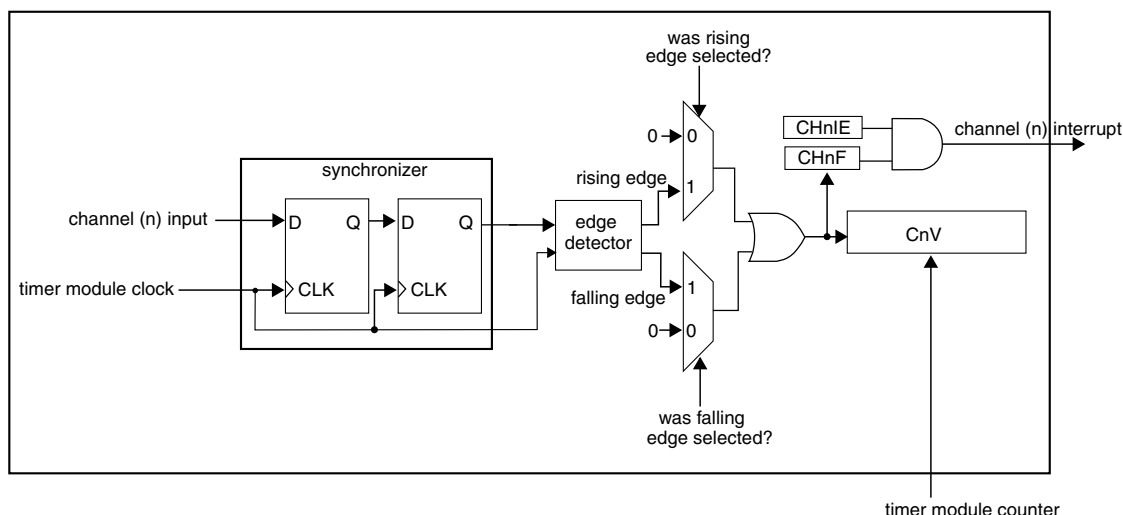 was rising
edge selected?
0
0
CHnIE
channel (n) interrupt
CHnF
synchronizer
rising edge
1
channel (n) input
D
Q
D
Q
edge
detector
CnV
timer module clock
CLK
CLK
falling edge
1
0
0
was falling
edge selected?
timer module counter